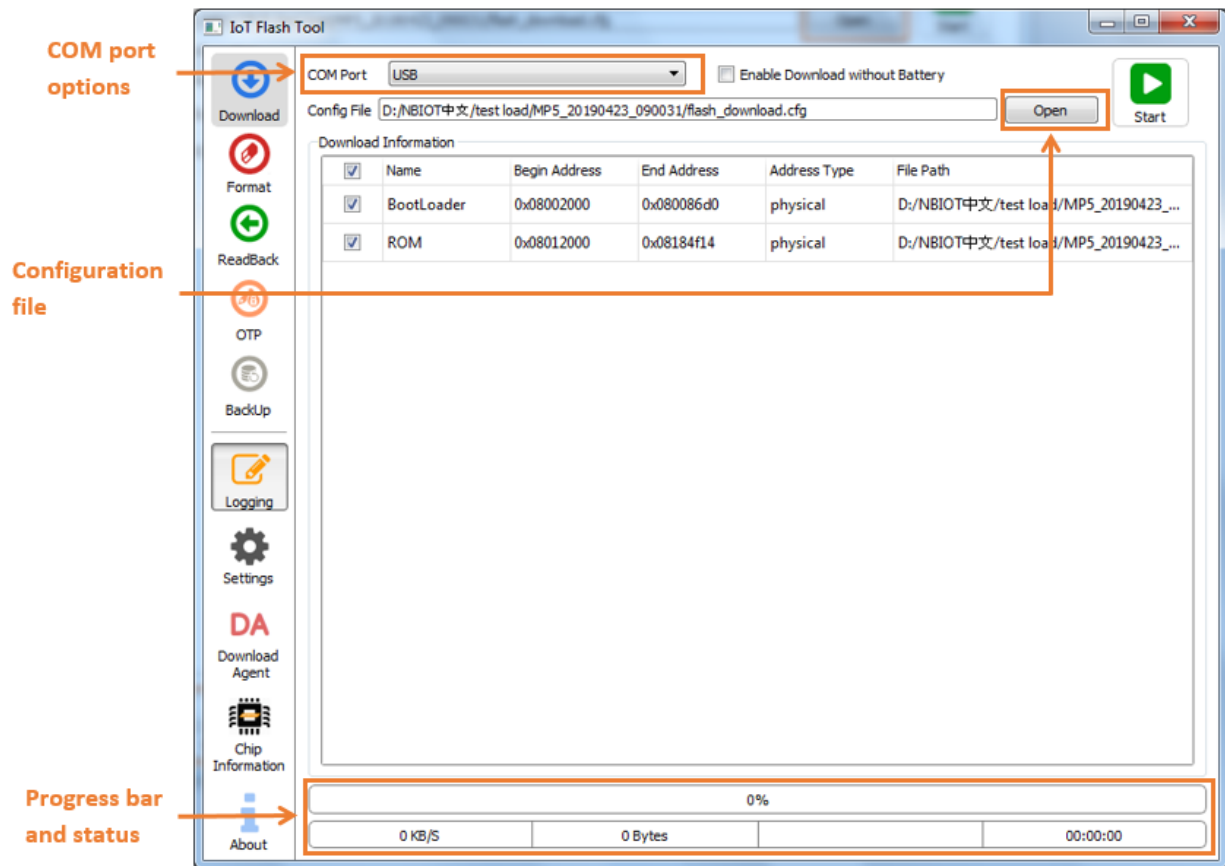 IoT Flash Tool
COM port
options
COM Port USB Enable Download without Battery
Config File D:/NBIOT中文/test load/MP5_20190423_090031/flash_download.cfg Open Start
Download Information
Name Begin Address End Address Address Type File Path
BootLoader 0x08002000 0x080086d0 physical D:/NBIOT中文/test load/MP5_20190423_...
ROM 0x08012000 0x08184f14 physical D:/NBIOT中文/test load/MP5_20190423_...
Download
Format
ReadBack
Configuration
file
OTP
BackUp
Logging
Settings
DA
Download
Agent
Chip
Information
Progress bar
and status
About
0%
0 KB/S 0 Bytes 00:00:00